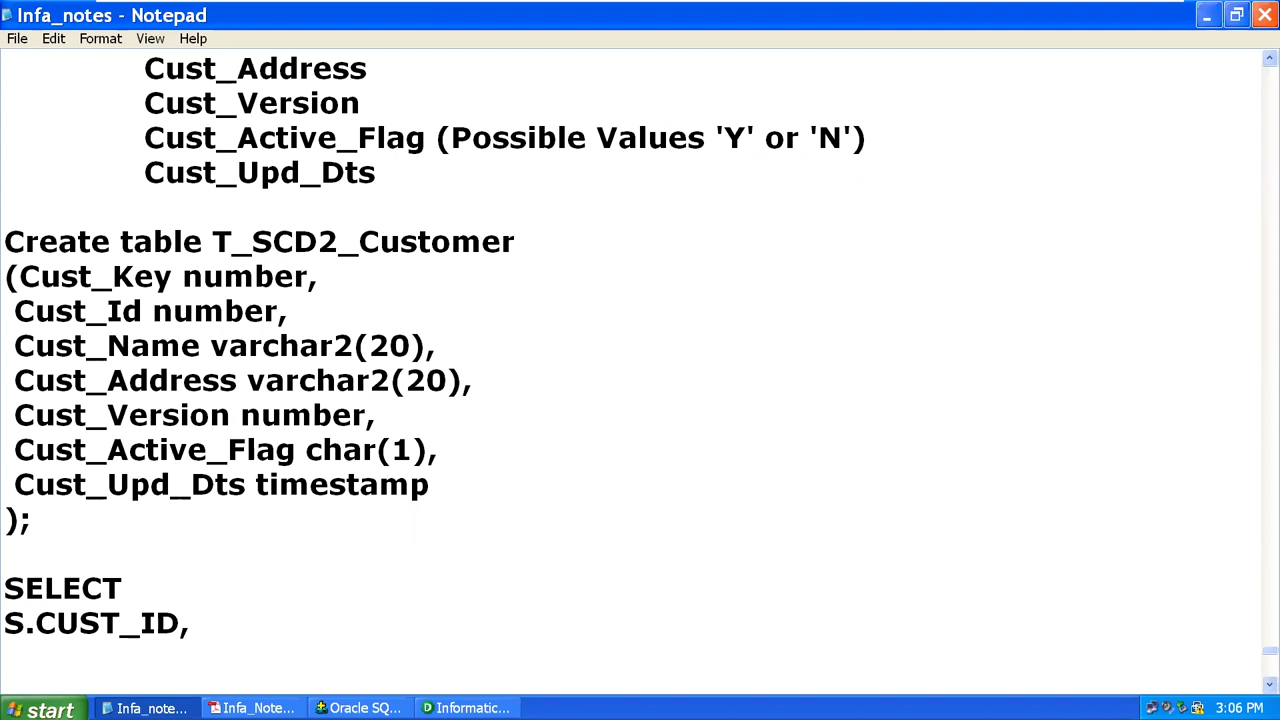 Infa_notes - Notepad
File Edit Format View Help
Cust_Address
Cust_Version
Cust_Active_Flag (Possible Values 'Y' or 'N')
Cust_Upd_Dts
Create table T_SCD2_Customer
(Cust_Key number,
Cust_Id number,
Cust_Name varchar2(20),
Cust_Address varchar2(20),
Cust_Version number,
Cust_Active_Flag char(1),
Cust_Upd_Dts timestamp
);
SELECT
S.CUST_ID,
start Infa_note... Infa_Note... Oracle SQ... Informatic... 3:06 PM